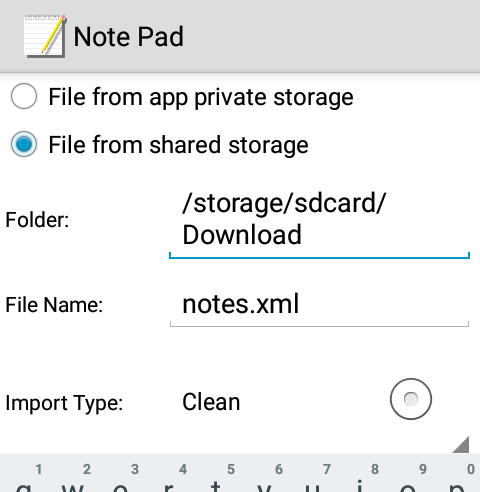 Note Pad
File from app private storage
File from shared storage
Folder:
/storage/sdcard/
Download
File Name:
notes.xml
Import Type:
Clean
1 2 3 4 5 6 7 8 9 0
q w e r t y u i o p